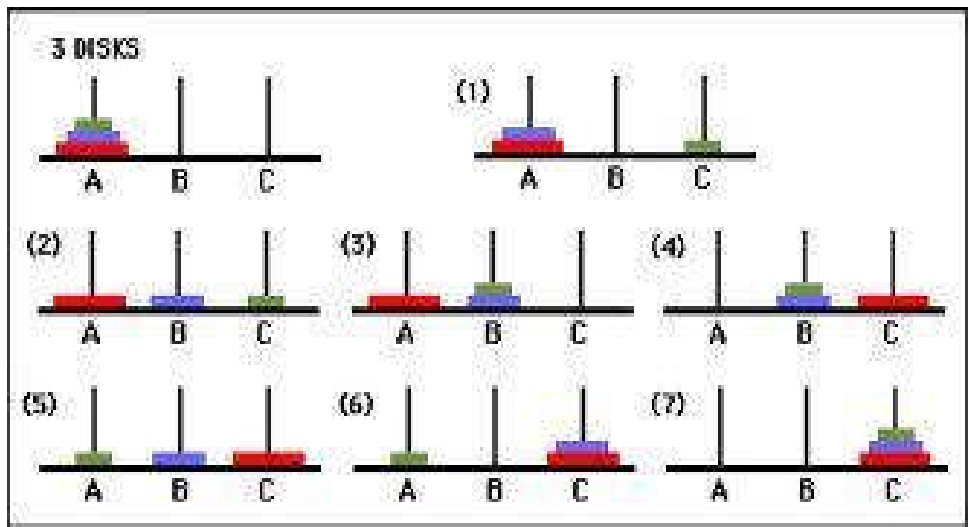 3 DISKS
A B C
(1)
A B C
(2)
A B C
(3)
A B C
(4)
A B C
(5)
A B C
(6)
A B C
(7)
A B C